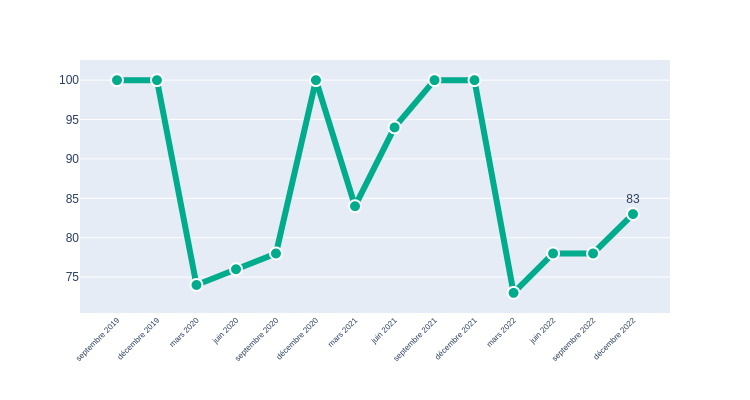 100
95
90
85
80
75
83
septembre 2019
décembre 2019
mars 2020
juin 2020
septembre 2020
décembre 2020
mars 2021
juin 2021
septembre 2021
décembre 2021
mars 2022
juin 2022
septembre 2022
décembre 2022